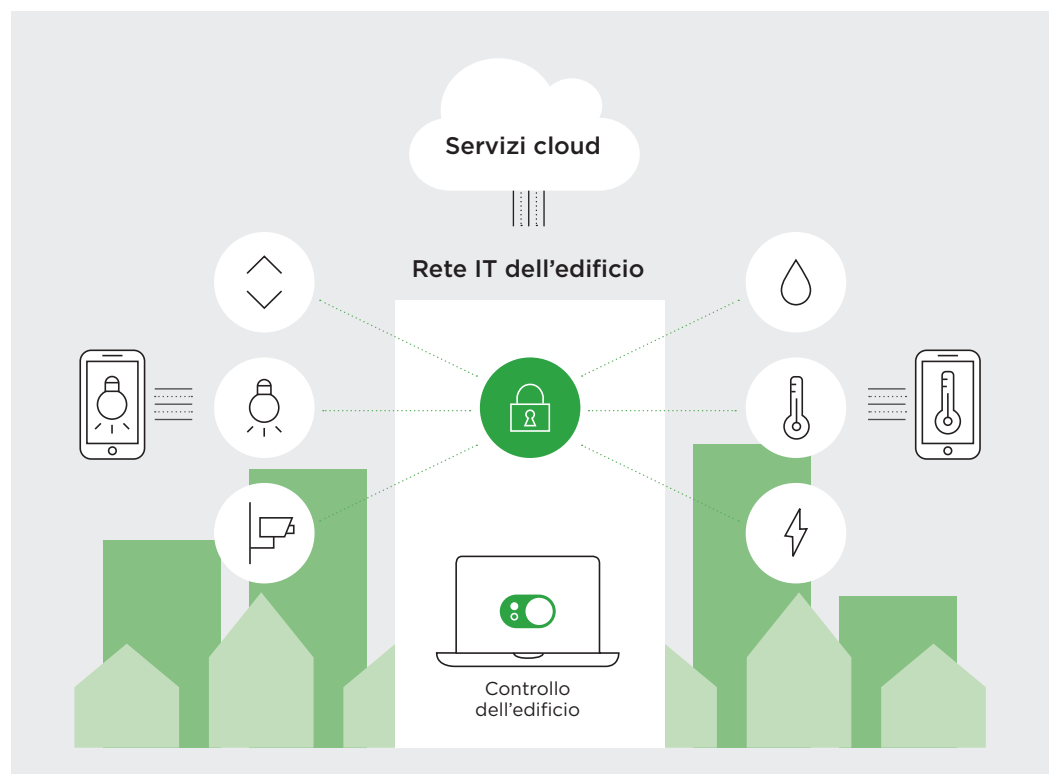 Servizi cloud
Rete IT dell’edificio
Controllo
dell’edificio